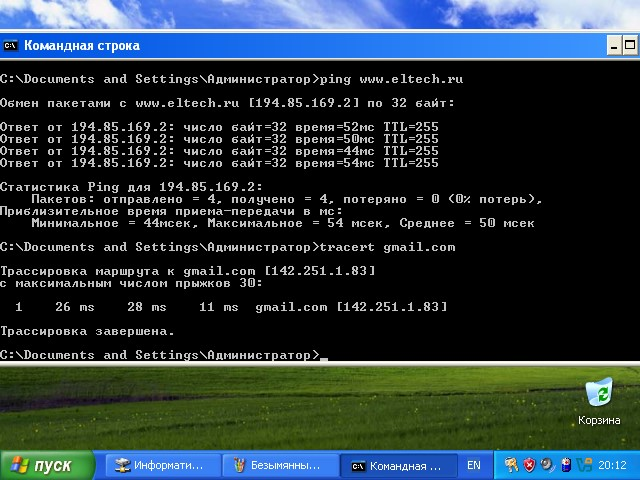 Командная строка
C:\Documents and Settings\Администратор>ping www.eltech.ru
Обмен пакетами с www.eltech.ru [194.85.169.2] по 32 байт:
Ответ от 194.85.169.2: число байт=32 время=52мс TTL=255
Ответ от 194.85.169.2: число байт=32 время=50мс TTL=255
Ответ от 194.85.169.2: число байт=32 время=44мс TTL=255
Ответ от 194.85.169.2: число байт=32 время=54мс TTL=255
Статистика Ping для 194.85.169.2:
Пакетов: отправлено = 4, получено = 4, потеряно = 0 (0% потерь),
Приблизительное время приема-передачи в мс:
Минимальное = 44мсек, Максимальное = 54 мсек, Среднее = 50 мсек
C:\Documents and Settings\Администратор>tracert gmail.com
Трассировка маршрута к gmail.com [142.251.1.83]
с максимальным числом прыжков 30:
1 26 ms 28 ms 11 ms gmail.com [142.251.1.83]
Трассировка завершена.
C:\Documents and Settings\Администратор>_
Корзина
пуск
Информати...
Безымянны...
Командная ...
EN
20:12